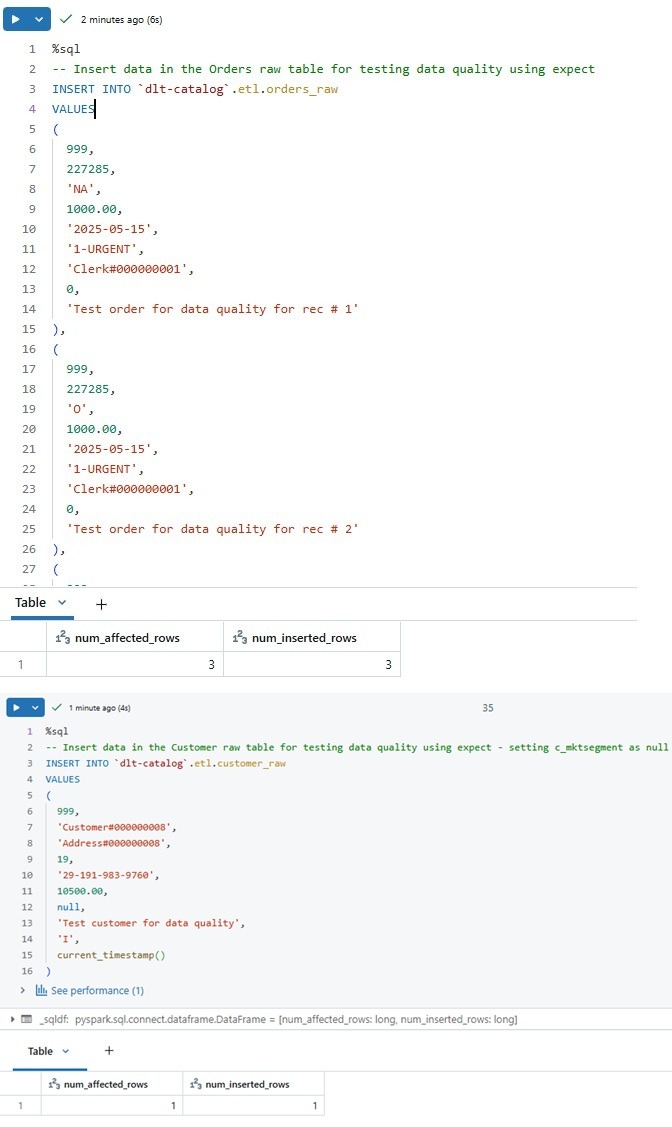 2 minutes ago (6s)
1 %sql
2 -- Insert data in the Orders raw table for testing data quality using expect
3 INSERT INTO `dlt-catalog`.etl.orders_raw
4 VALUES
5 (
6 999,
7 227285,
8 'NA',
9 1000.00,
10 '2025-05-15',
11 '1-URGENT',
12 'Clerk#000000001',
13 0,
14 'Test order for data quality for rec # 1'
15 ),
16 (
17 999,
18 227285,
19 'O',
20 1000.00,
21 '2025-05-15',
22 '1-URGENT',
23 'Clerk#000000001',
24 0,
25 'Test order for data quality for rec # 2'
26 ),
27 (
Table
num_affected_rows num_inserted_rows
1 3 3
1 minute ago (4s) 35
1 %sql
2 -- Insert data in the Customer raw table for testing data quality using expect - setting c_mktsegment as null
3 INSERT INTO `dlt-catalog`.etl.customer_raw
4 VALUES
5 (
6 999,
7 'Customer#000000008',
8 'Address#000000008',
9 19,
10 '29-191-983-9760',
11 10500.00,
12 null,
13 'Test customer for data quality',
14 'I',
15 current_timestamp()
16 )
See performance (1)
_sqldf: pyspark.sql.connect.dataframe.DataFrame = [num_affected_rows: long, num_inserted_rows: long]
Table
num_affected_rows num_inserted_rows
1 1 1